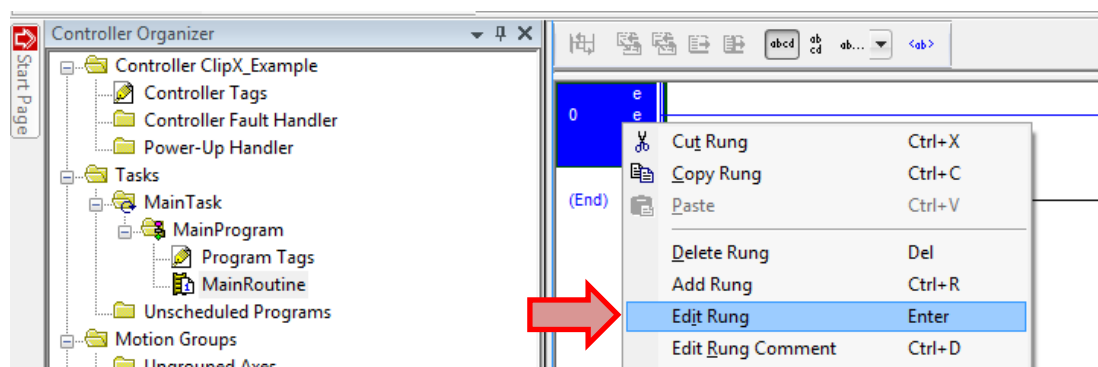 Start Page
Controller Organizer
Controller ClipX_Example
Controller Tags
Controller Fault Handler
Power-Up Handler
Tasks
MainTask
MainProgram
Program Tags
MainRoutine
Unscheduled Programs
Motion Groups
Ungrouped Axes
abcd
ab
cd
ab...
<ab>
e
0 e
(End)
Cut Rung Ctrl+X
Copy Rung Ctrl+C
Paste Ctrl+V
Delete Rung Del
Add Rung Ctrl+R
Edit Rung Enter
Edit Rung Comment Ctrl+D